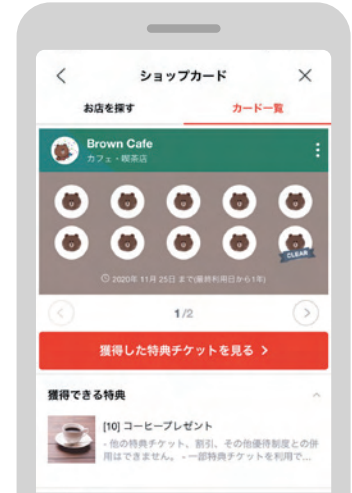 ショップカード
お店を探す
カード一覧
Brown Cafe
カフェ・喫茶店
CLEAR
2020年 11月 25日 まで(最終利用日から1年)
1/2
獲得した特典チケットを見る
獲得できる特典
[10] コーヒープレゼント
- 他の特典チケット、割引、その他優待制度との併
用はできません。 - 一部特典チケットを利用で...